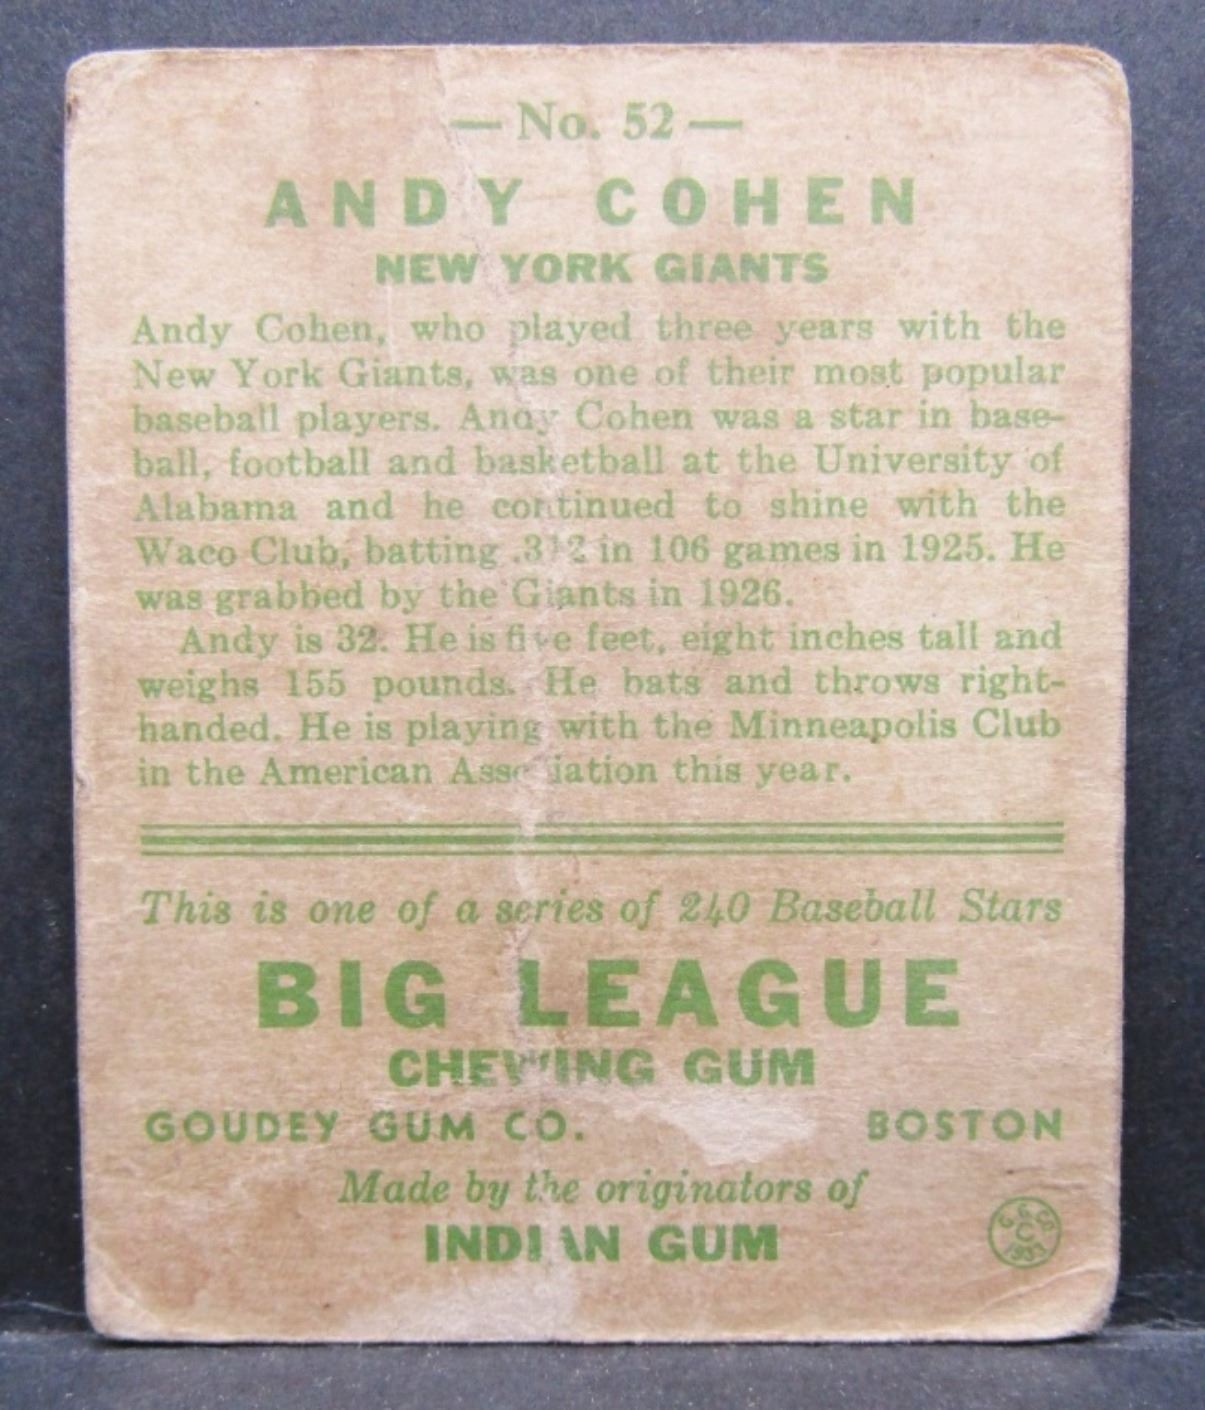 — No. 52 —
ANDY COHEN
NEW YORK GIANTS
Andy Cohen, who played three years with the
New York Giants, was one of their most popular
baseball players. Andy Cohen was a star in base-
ball, football and basketball at the University of
Alabama and he continued to shine with the
Waco Club, batting .312 in 106 games in 1925. He
was grabbed by the Giants in 1926.
Andy is 32. He is five feet, eight inches tall and
weighs 155 pounds. He bats and throws right-
handed. He is playing with the Minneapolis Club
in the American Association this year.
This is one of a series of 240 Baseball Stars
BIG LEAGUE
CHEWING GUM
GOUDEY GUM CO. BOSTON
Made by the originators of
INDIAN GUM